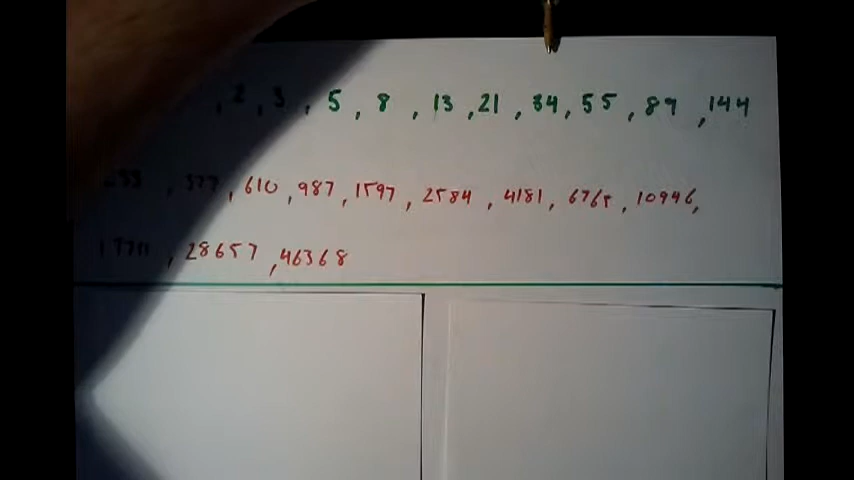 , 2, 3, 5, 8, 13, 21, 34, 55, 89, 144
, 377, 610, 987, 1597, 2584, 4181, 6765, 10946,
, 28657, 46368